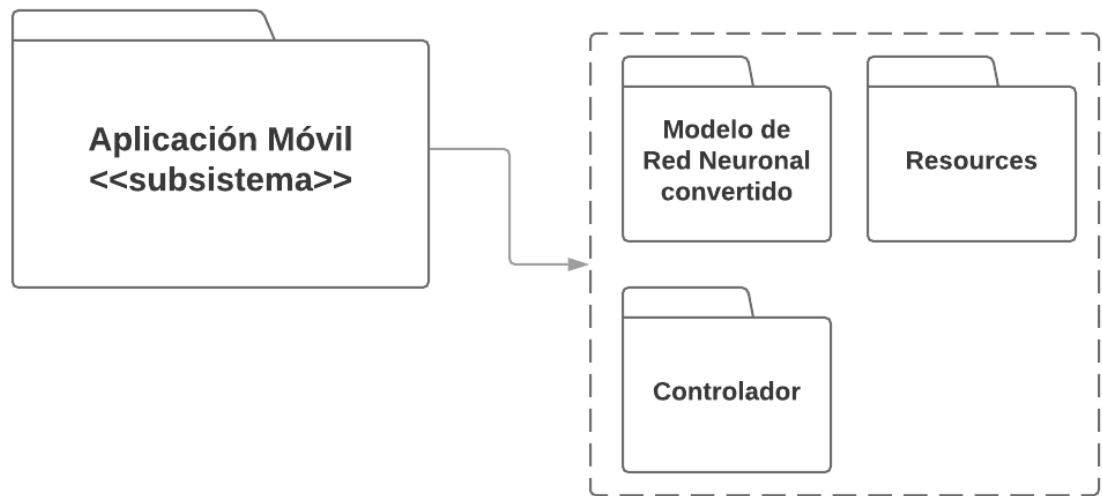 Aplicación Móvil
<<subsistema>>
Modelo de
Red Neuronal
convertido
Resources
Controlador